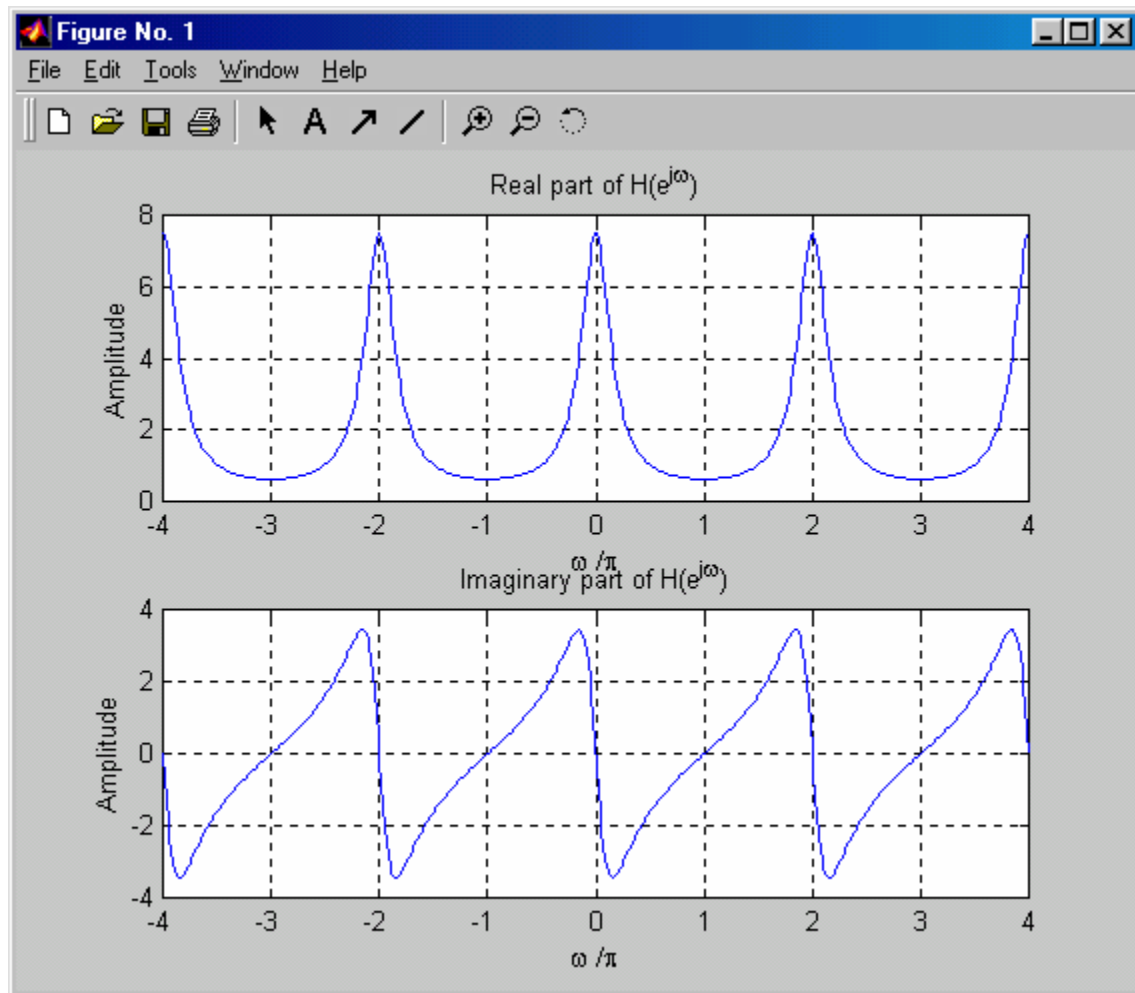 Figure No. 1
File Edit Tools Window Help
A
Real part of H(e^jω)
Amplitude
8
6
4
2
0
-4 -3 -2 -1 0 1 2 3 4
ω /π
Imaginary part of H(e^jω)
Amplitude
4
2
0
-2
-4
-4 -3 -2 -1 0 1 2 3 4
ω /π